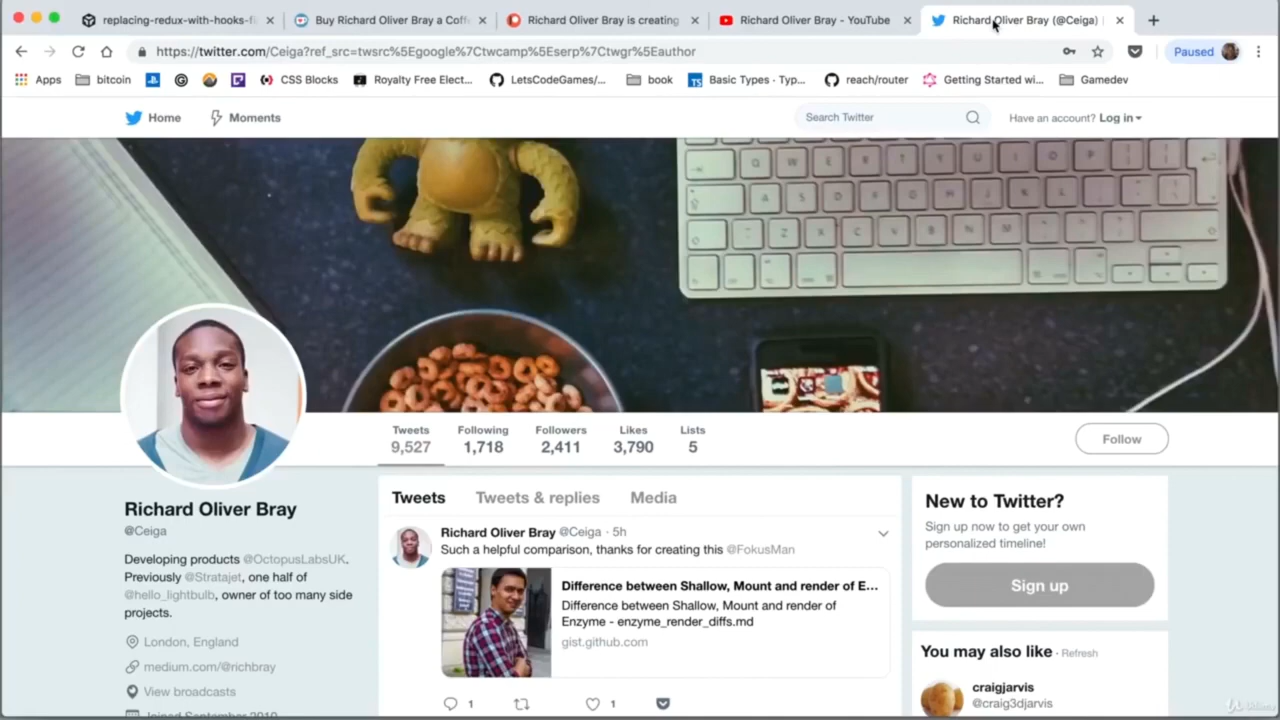 replacing-redux-with-hooks-fi
Buy Richard Oliver Bray a Coff
Richard Oliver Bray is creating
Richard Oliver Bray - YouTube
Richard Oliver Bray (@Ceiga) |
https://twitter.com/Ceiga?ref_src=twsrc%5Egoogle%7Ctwcamp%5Eserp%7Ctwgr%5Eauthor
Paused
Apps bitcoin CSS Blocks Royalty Free Elect... LetsCodeGames/... book TS Basic Types · Typ... reach/router Getting Started wi... Gamedev
Home Moments
Search Twitter
Have an account? Log in
Tweets Following Followers Likes Lists
9,527 1,718 2,411 3,790 5
Follow
Richard Oliver Bray
@Ceiga
Developing products @OctopusLabsUK.
Previously @Stratajet, one half of
@hello_lightbulb, owner of too many side
projects.
London, England
medium.com/@richbray
View broadcasts
Joined September 2010
Tweets Tweets & replies Media
Richard Oliver Bray @Ceiga · 5h
Such a helpful comparison, thanks for creating this @FokusMan
Difference between Shallow, Mount and render of E...
Difference between Shallow, Mount and render of
Enzyme - enzyme_render_diffs.md
gist.github.com
1 1
New to Twitter?
Sign up now to get your own
personalized timeline!
Sign up
You may also like · Refresh
craigjarvis
@craig3djarvis
Udemy